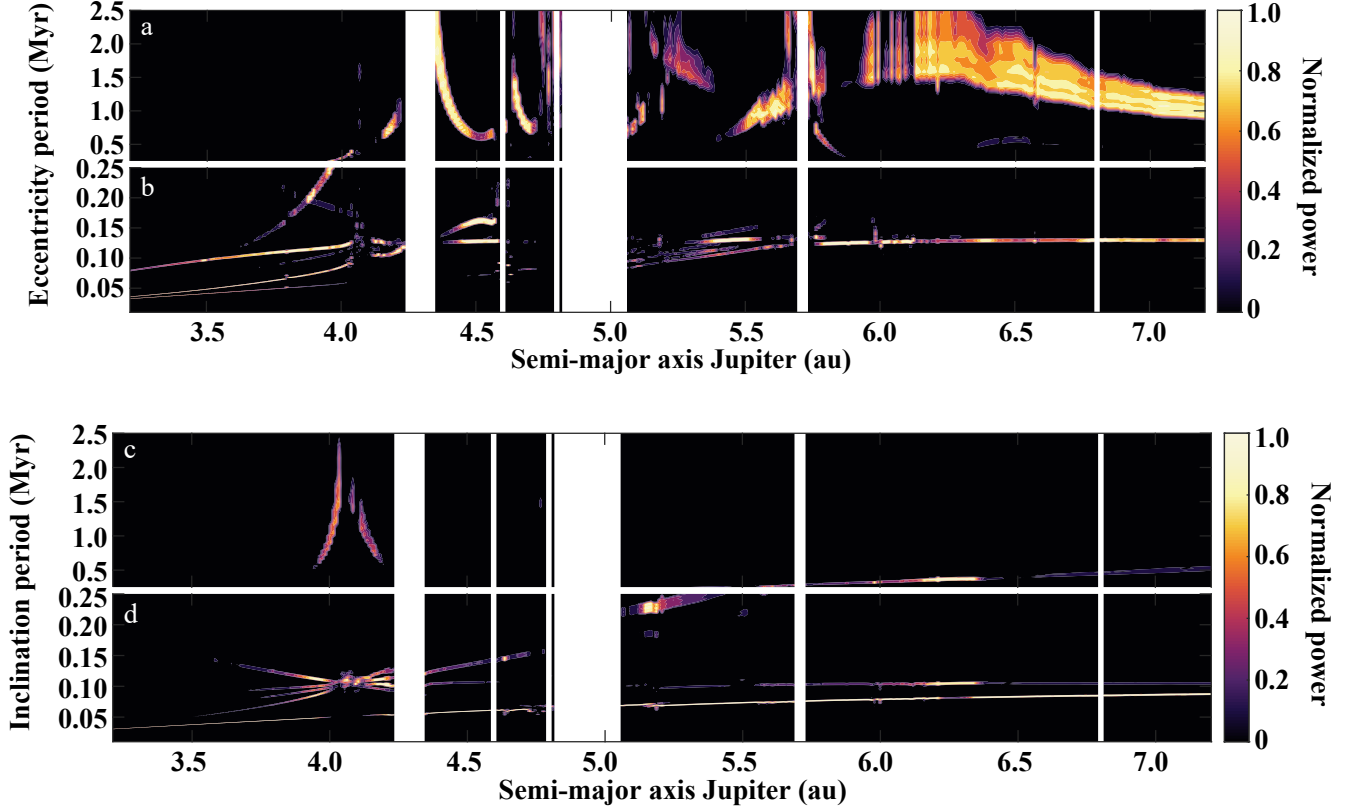 a
Eccentricity period (Myr)
2.5
2.0
1.5
1.0
0.5
b
0.25
0.20
0.15
0.10
0.05
3.5 4.0 4.5 5.0 5.5 6.0 6.5 7.0
Semi-major axis Jupiter (au)
1.0
0.8
0.6
0.4
0.2
0
Normalized power
c
Inclination period (Myr)
2.5
2.0
1.5
1.0
0.5
d
0.25
0.20
0.15
0.10
0.05
3.5 4.0 4.5 5.0 5.5 6.0 6.5 7.0
Semi-major axis Jupiter (au)
1.0
0.8
0.6
0.4
0.2
0
Normalized power